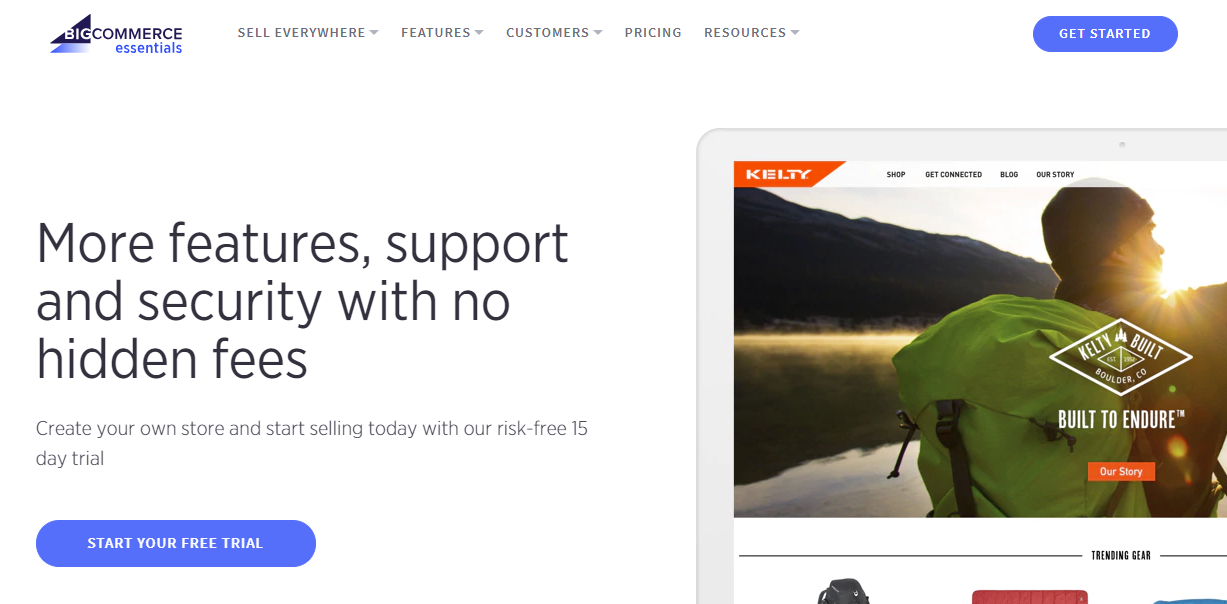 BIGCOMMERCE
essentials
SELL EVERYWHERE
FEATURES
CUSTOMERS
PRICING
RESOURCES
GET STARTED
More features, support
and security with no
hidden fees
Create your own store and start selling today with our risk-free 15
day trial
START YOUR FREE TRIAL
KELTY
SHOP
GET CONNECTED
BLOG
OUR STORY
KELTY BUILT
EST. 1952
BOULDER, CO
BUILT TO ENDURE™
Our Story
TRENDING GEAR